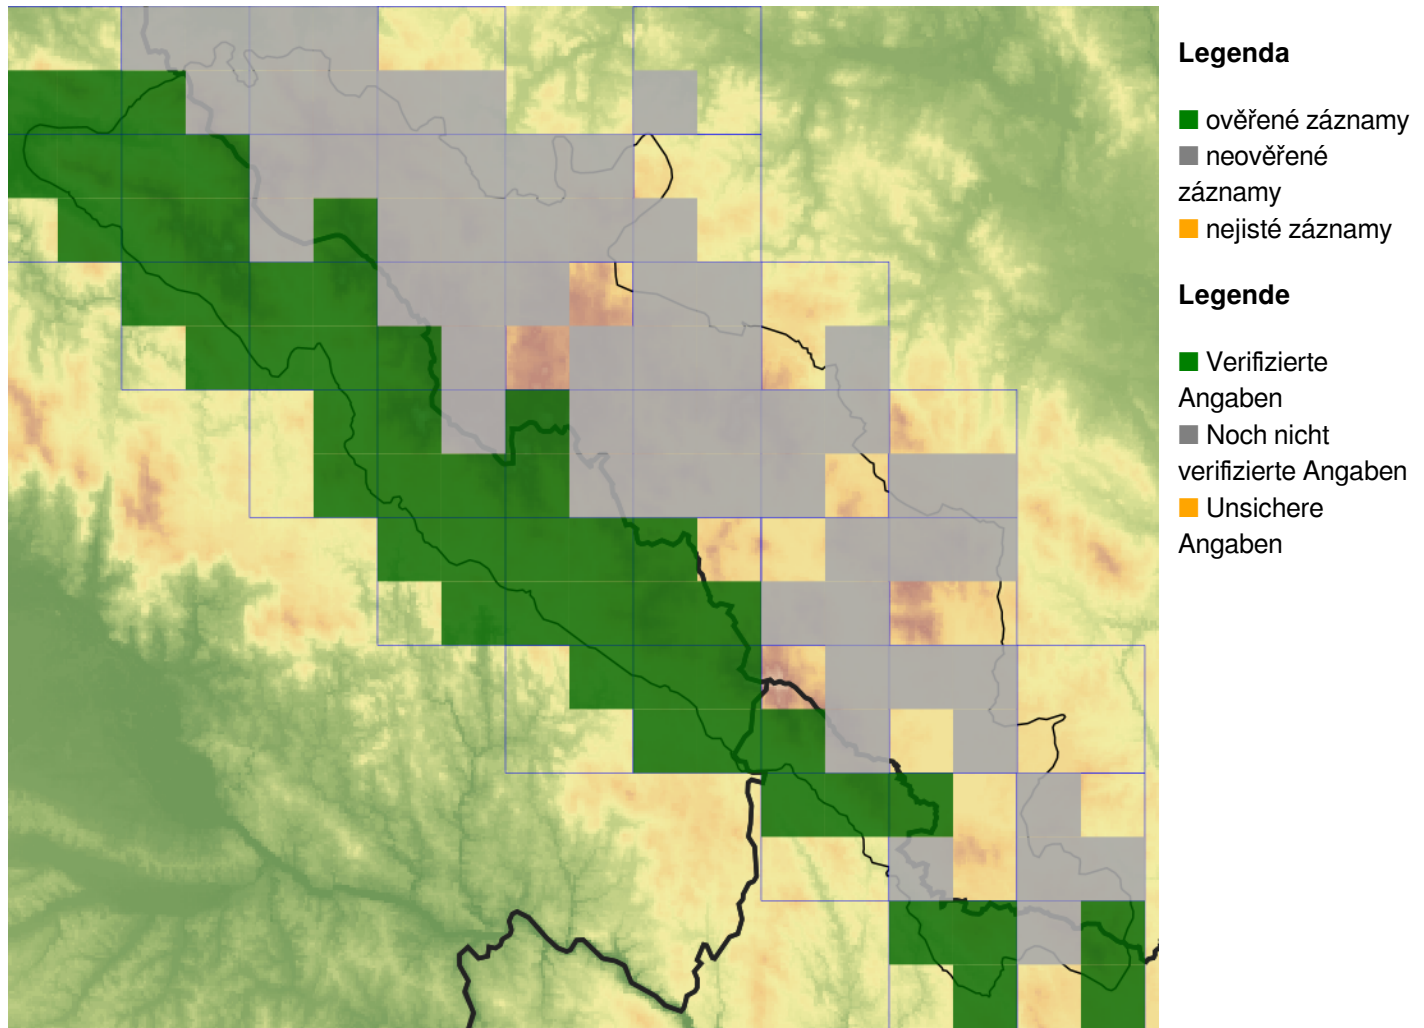 Legenda
ověřené záznamy
neověřené
záznamy
nejisté záznamy
Legende
Verifizierte
Angaben
Noch nicht
verifizierte Angaben
Unsichere
Angaben